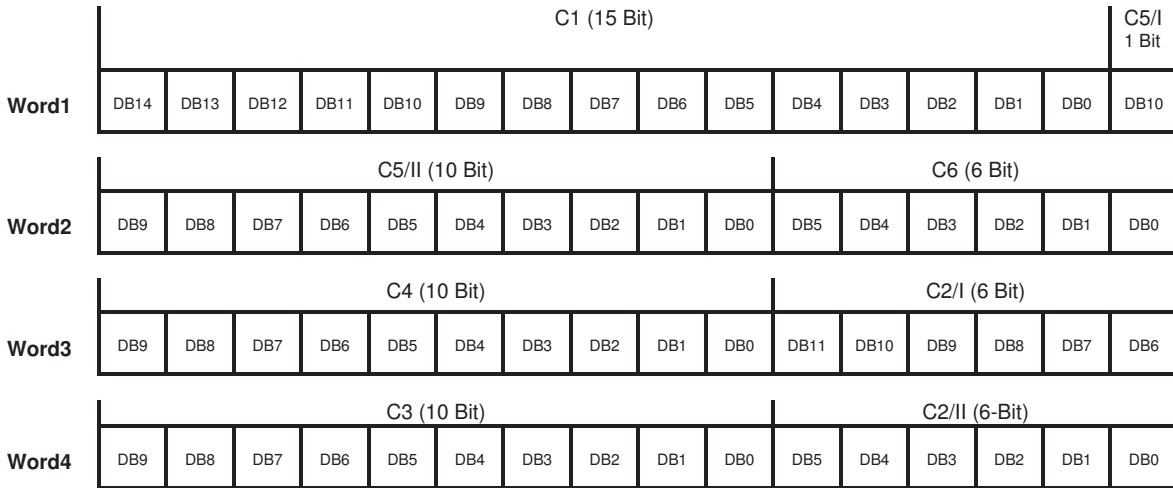 C1 (15 Bit) C5/I
1 Bit
Word1 DB14 DB13 DB12 DB11 DB10 DB9 DB8 DB7 DB6 DB5 DB4 DB3 DB2 DB1 DB0 DB10
C5/II (10 Bit) C6 (6 Bit)
Word2 DB9 DB8 DB7 DB6 DB5 DB4 DB3 DB2 DB1 DB0 DB5 DB4 DB3 DB2 DB1 DB0
C4 (10 Bit) C2/I (6 Bit)
Word3 DB9 DB8 DB7 DB6 DB5 DB4 DB3 DB2 DB1 DB0 DB11 DB10 DB9 DB8 DB7 DB6
C3 (10 Bit) C2/II (6-Bit)
Word4 DB9 DB8 DB7 DB6 DB5 DB4 DB3 DB2 DB1 DB0 DB5 DB4 DB3 DB2 DB1 DB0